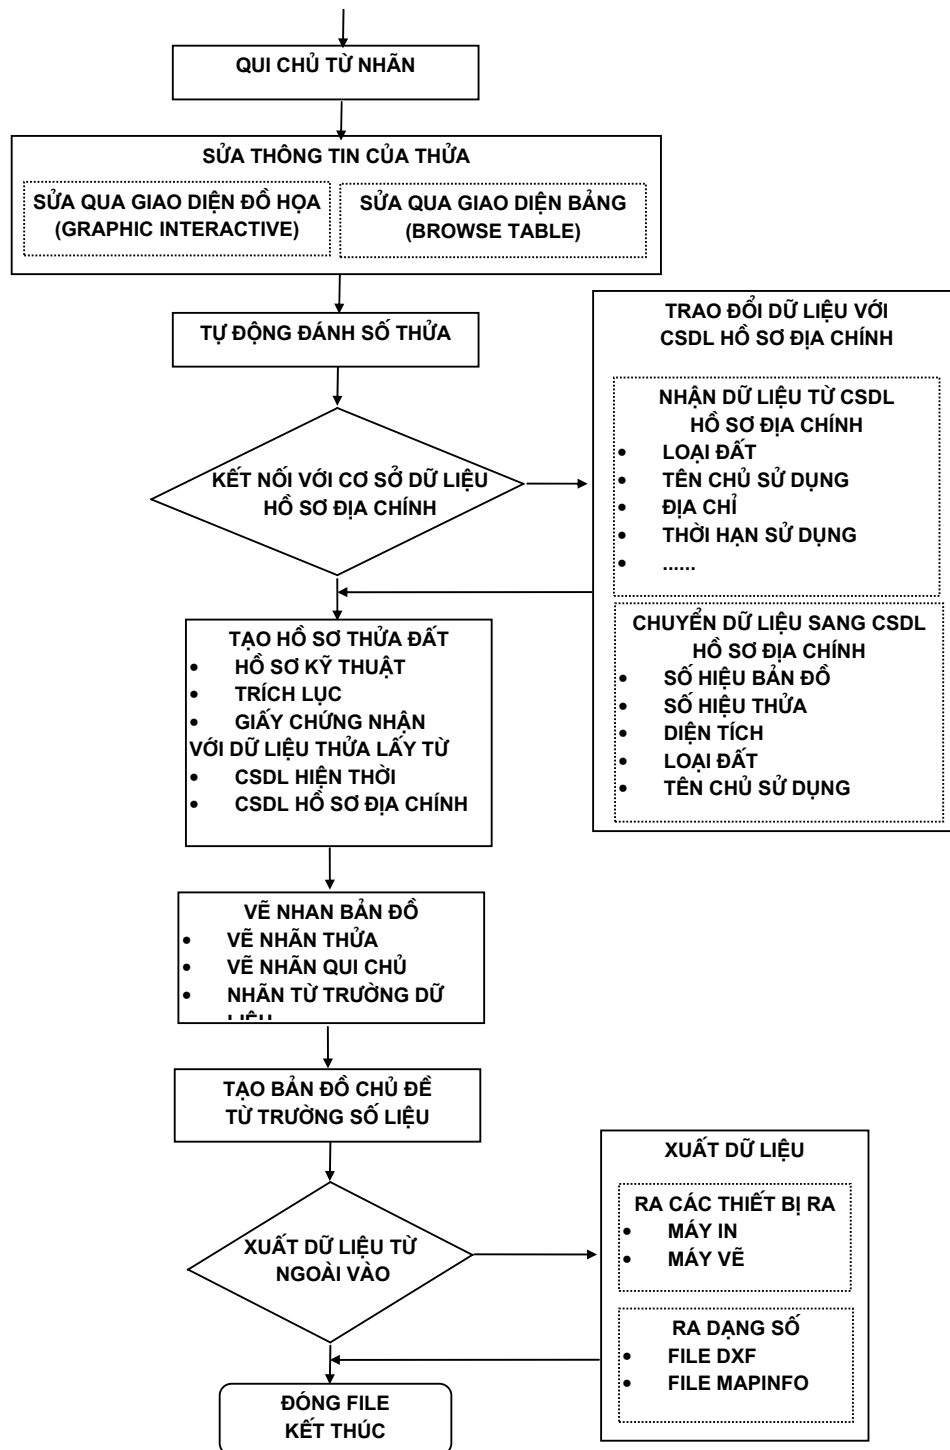 QUI CHỦ TỪ NHÃN
SỬA THÔNG TIN CỦA THỬA
SỬA QUA GIAO DIỆN ĐỒ HỌA
(GRAPHIC INTERACTIVE)
SỬA QUA GIAO DIỆN BẢNG
(BROWSE TABLE)
TỰ ĐỘNG ĐÁNH SỐ THỬA
KẾT NỐI VỚI CƠ SỞ DỮ LIỆU
HỒ SƠ ĐỊA CHÍNH
TRAO ĐỔI DỮ LIỆU VỚI
CSDL HỒ SƠ ĐỊA CHÍNH
NHẬN DỮ LIỆU TỪ CSDL
HỒ SƠ ĐỊA CHÍNH
• LOẠI ĐẤT
• TÊN CHỦ SỬ DỤNG
• ĐỊA CHỈ
• THỜI HẠN SỬ DỤNG
• ......
CHUYỂN DỮ LIỆU SANG CSDL
HỒ SƠ ĐỊA CHÍNH
• SỐ HIỆU BẢN ĐỒ
• SỐ HIỆU THỬA
• DIỆN TÍCH
• LOẠI ĐẤT
• TÊN CHỦ SỬ DỤNG
TẠO HỒ SƠ THỬA ĐẤT
• HỒ SƠ KỸ THUẬT
• TRÍCH LỤC
• GIẤY CHỨNG NHẬN
VỚI DỮ LIỆU THỬA LẤY TỪ
• CSDL HIỆN THỜI
• CSDL HỒ SƠ ĐỊA CHÍNH
VẼ NHAN BẢN ĐỒ
• VẼ NHÃN THỬA
• VẼ NHÃN QUI CHỦ
• NHÃN TỪ TRƯỜNG DỮ
LIỆU
TẠO BẢN ĐỒ CHỦ ĐỀ
TỪ TRƯỜNG SỐ LIỆU
XUẤT DỮ LIỆU TỪ
NGOÀI VÀO
XUẤT DỮ LIỆU
RA CÁC THIẾT BỊ RA
• MÁY IN
• MÁY VẼ
RA DẠNG SỐ
• FILE DXF
• FILE MAPINFO
ĐÓNG FILE
KẾT THÚC